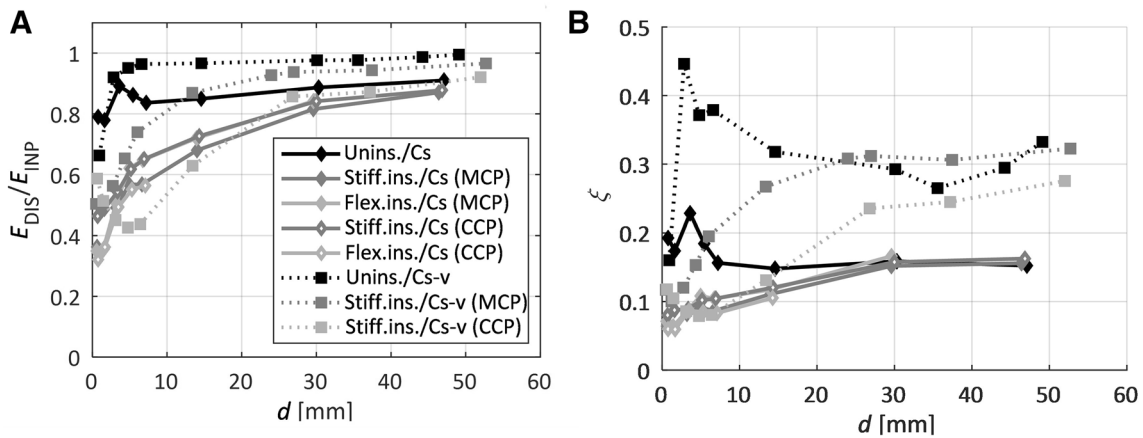 A
E_DIS/E_INP
1
0.8
0.6
0.4
0.2
0
0 10 20 30 40 50 60
d [mm]
Unins./Cs
Stiff.ins./Cs (MCP)
Flex.ins./Cs (MCP)
Stiff.ins./Cs (CCP)
Flex.ins./Cs (CCP)
Unins./Cs-v
Stiff.ins./Cs-v (MCP)
Stiff.ins./Cs-v (CCP)
B
ξ
0.5
0.4
0.3
0.2
0.1
0
0 10 20 30 40 50 60
d [mm]